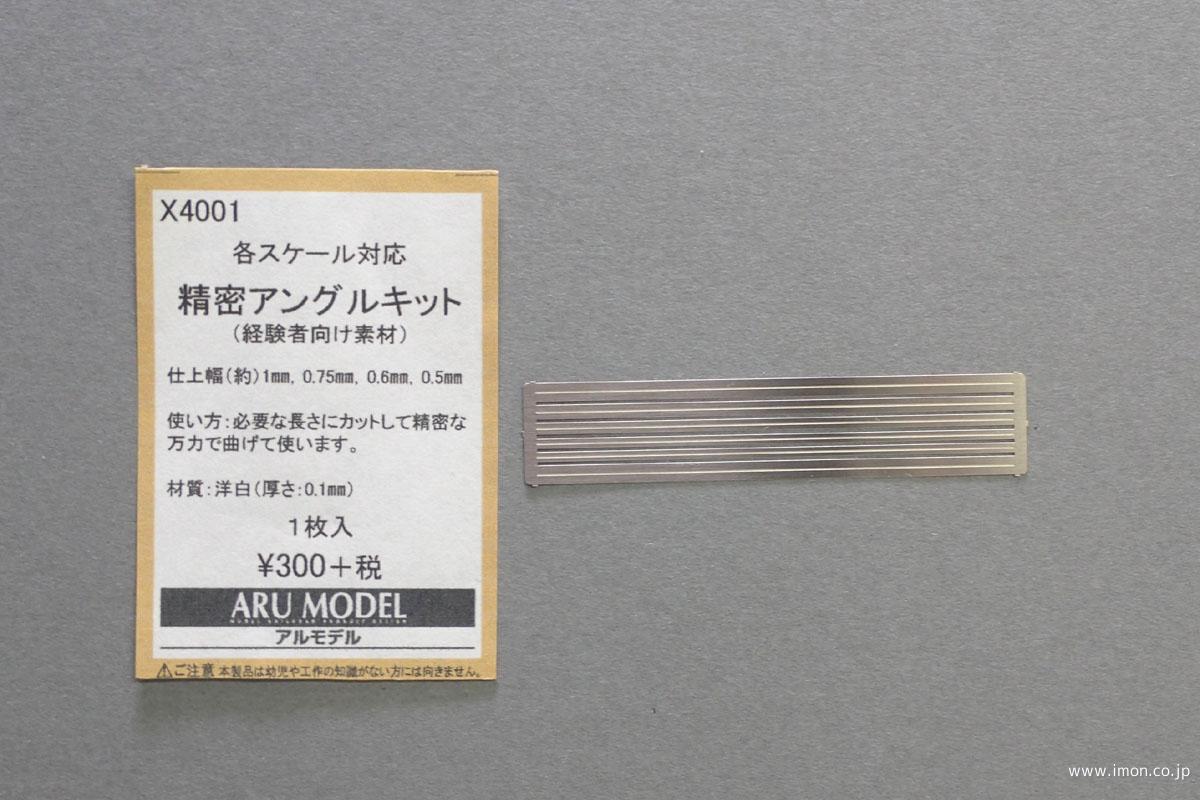 X4001
各スケール対応
精密アングルキット
（経験者向け素材）
仕上幅（約）1mm, 0.75mm, 0.6mm, 0.5mm
使い方：必要な長さにカットして精密な
万力で曲げて使います。
材質：洋白（厚さ：0.1mm）
1枚入
¥300＋税
ARU MODEL
MODEL RAILROAD PRODUCT DESIGN
アルモデル
⚠ご注意 本製品は幼児や工作の知識がない方には向きません。
www.imon.co.jp